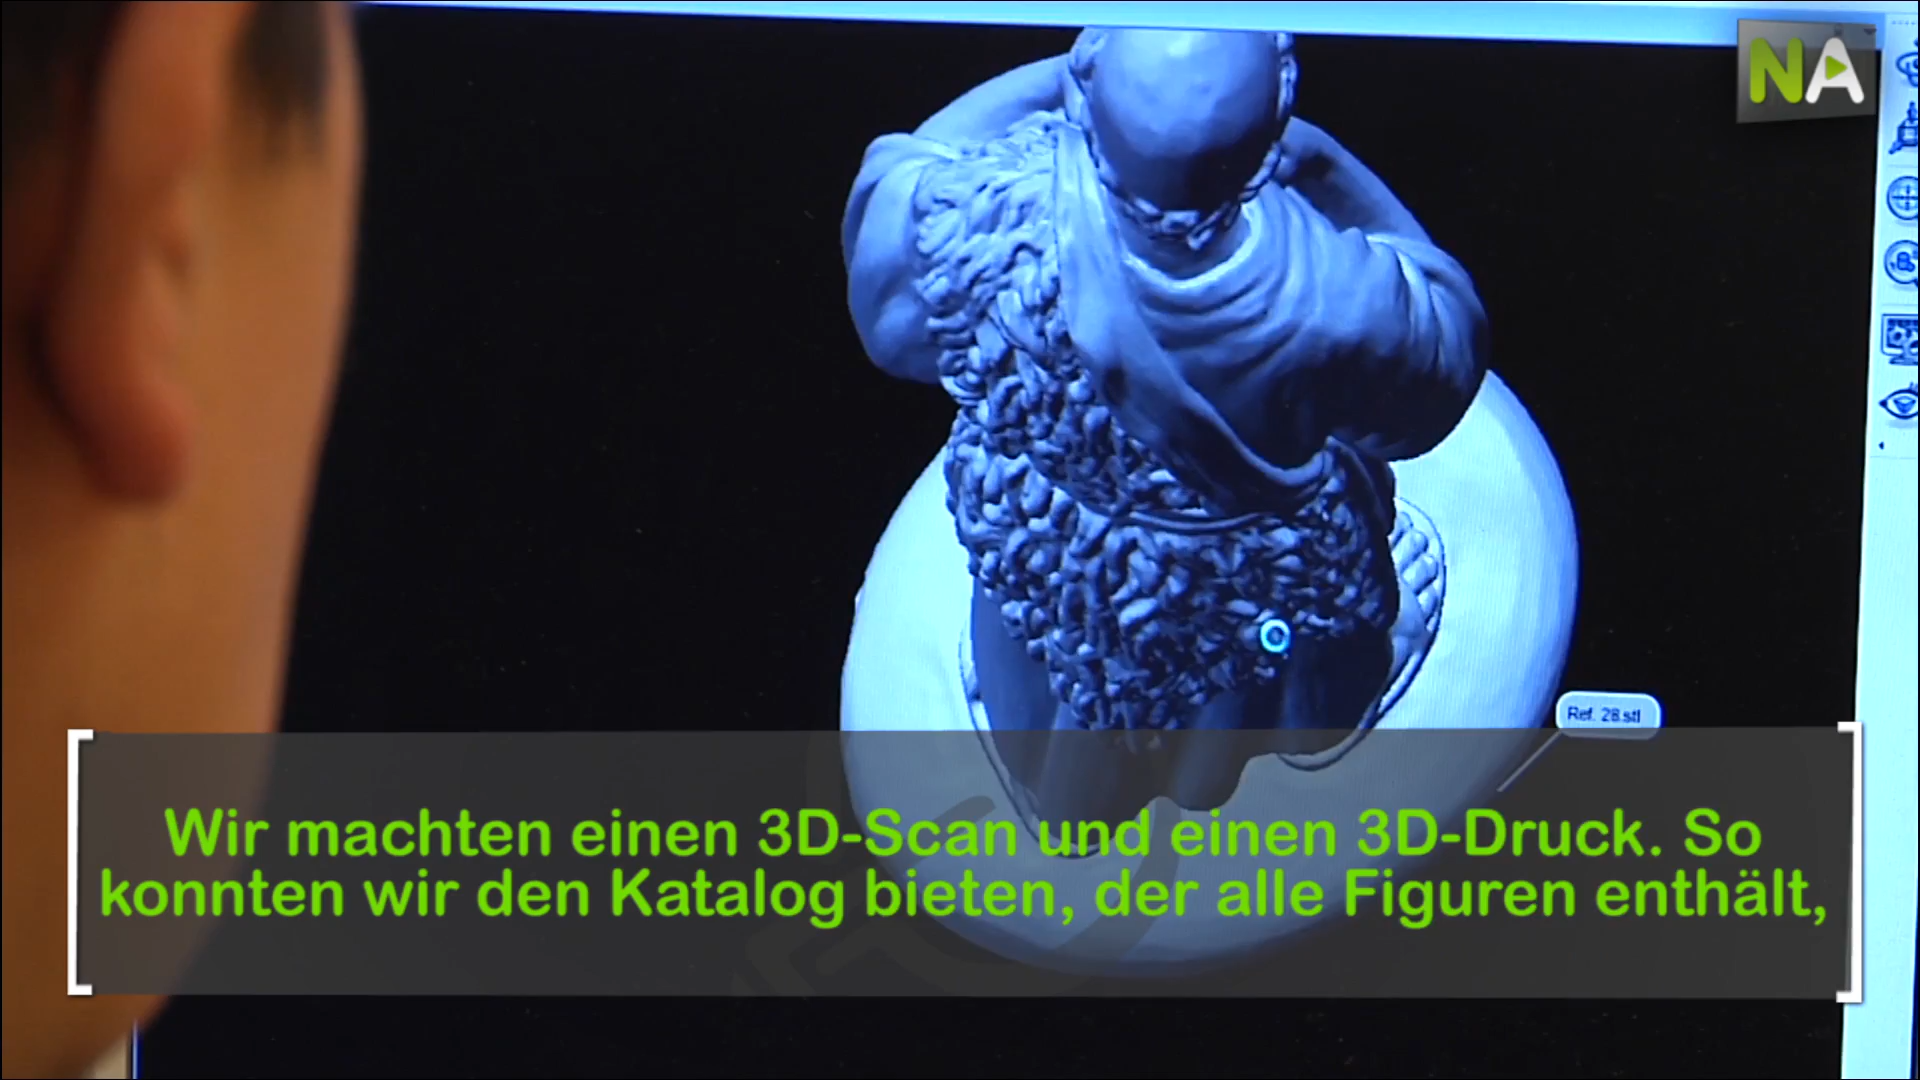 NA
Ref. 28.stl
Wir machten einen 3D-Scan und einen 3D-Druck. So
konnten wir den Katalog bieten, der alle Figuren enthält,